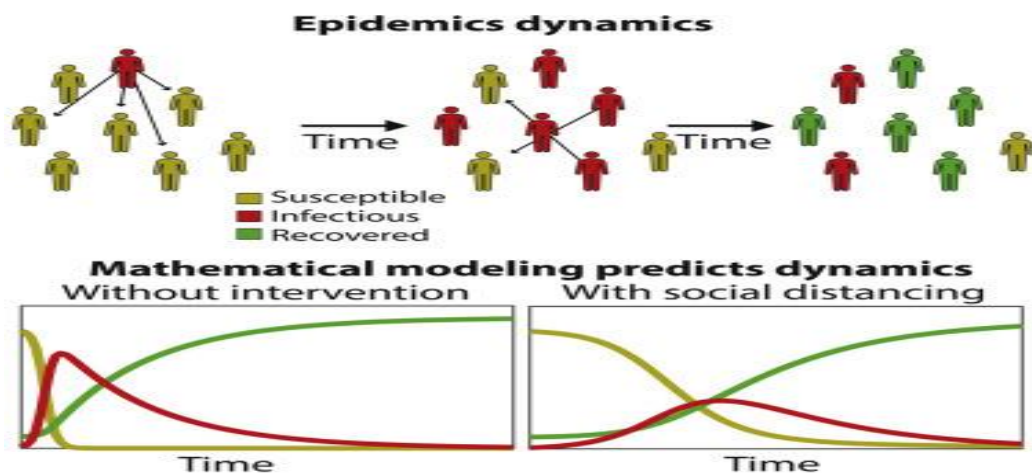 Epidemics dynamics
Time
Time
Susceptible
Infectious
Recovered
Mathematical modeling predicts dynamics
Without intervention
With social distancing
Time
Time